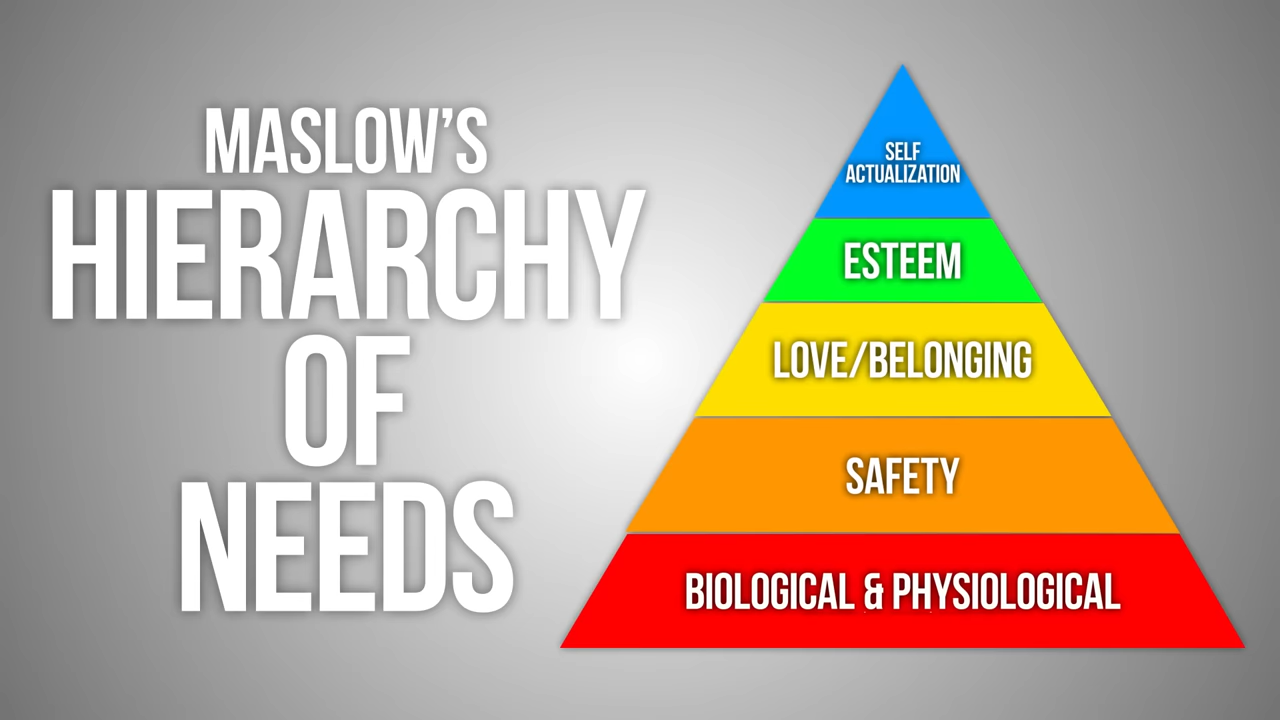 MASLOW'S
HIERARCHY
OF
NEEDS
SELF
ACTUALIZATION
ESTEEM
LOVE/BELONGING
SAFETY
BIOLOGICAL & PHYSIOLOGICAL